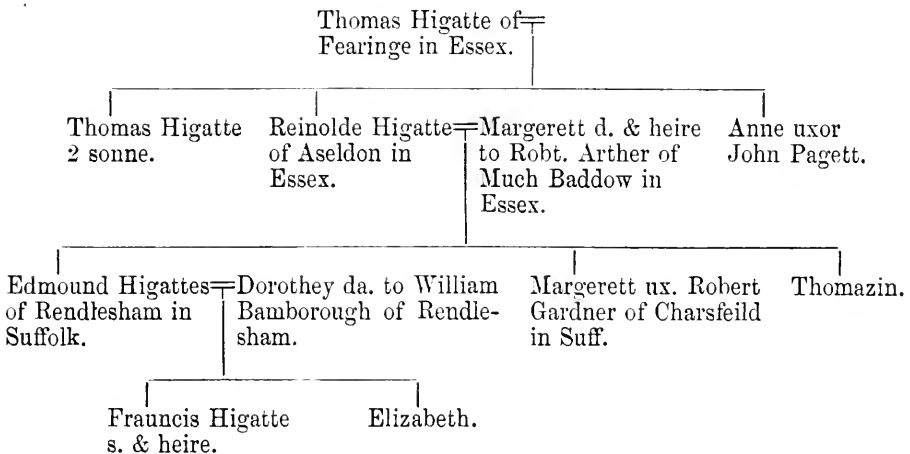 Thomas Higatte of
Fearinge in Essex.
Thomas Higatte
2 sonne.
Reinolde Higatte
of Aseldon in
Essex.
Margerett d. & heire
to Robt. Arther of
Much Baddow in
Essex.
Anne uxor
John Pagett.
Edmound Higattes
of Rendlesham in
Suffolk.
Dorothey da. to William
Bamborough of Rendle-
sham.
Margerett ux. Robert
Gardner of Charsfeild
in Suff.
Thomazin.
Frauncis Higatte
s. & heire.
Elizabeth.